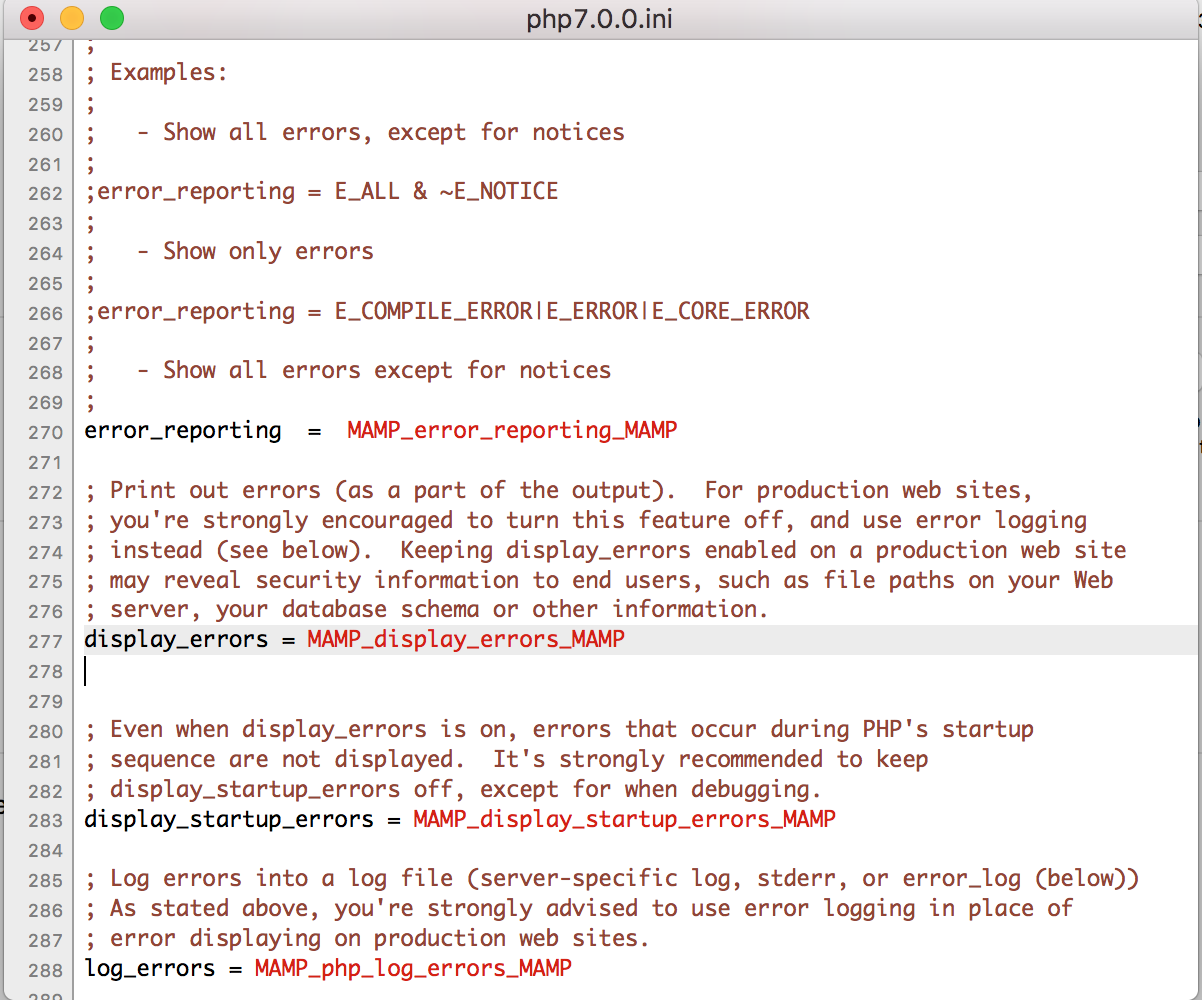 php7.0.0.ini
257 ;
258 ; Examples:
259 ;
260 ;   - Show all errors, except for notices
261 ;
262 ;error_reporting = E_ALL & ~E_NOTICE
263 ;
264 ;   - Show only errors
265 ;
266 ;error_reporting = E_COMPILE_ERROR|E_ERROR|E_CORE_ERROR
267 ;
268 ;   - Show all errors except for notices
269 ;
270 error_reporting  =  MAMP_error_reporting_MAMP
271
272 ; Print out errors (as a part of the output).  For production web sites,
273 ; you're strongly encouraged to turn this feature off, and use error logging
274 ; instead (see below).  Keeping display_errors enabled on a production web site
275 ; may reveal security information to end users, such as file paths on your Web
276 ; server, your database schema or other information.
277 display_errors = MAMP_display_errors_MAMP
278
279
280 ; Even when display_errors is on, errors that occur during PHP's startup
281 ; sequence are not displayed.  It's strongly recommended to keep
282 ; display_startup_errors off, except for when debugging.
283 display_startup_errors = MAMP_display_startup_errors_MAMP
284
285 ; Log errors into a log file (server-specific log, stderr, or error_log (below))
286 ; As stated above, you're strongly advised to use error logging in place of
287 ; error displaying on production web sites.
288 log_errors = MAMP_php_log_errors_MAMP
289